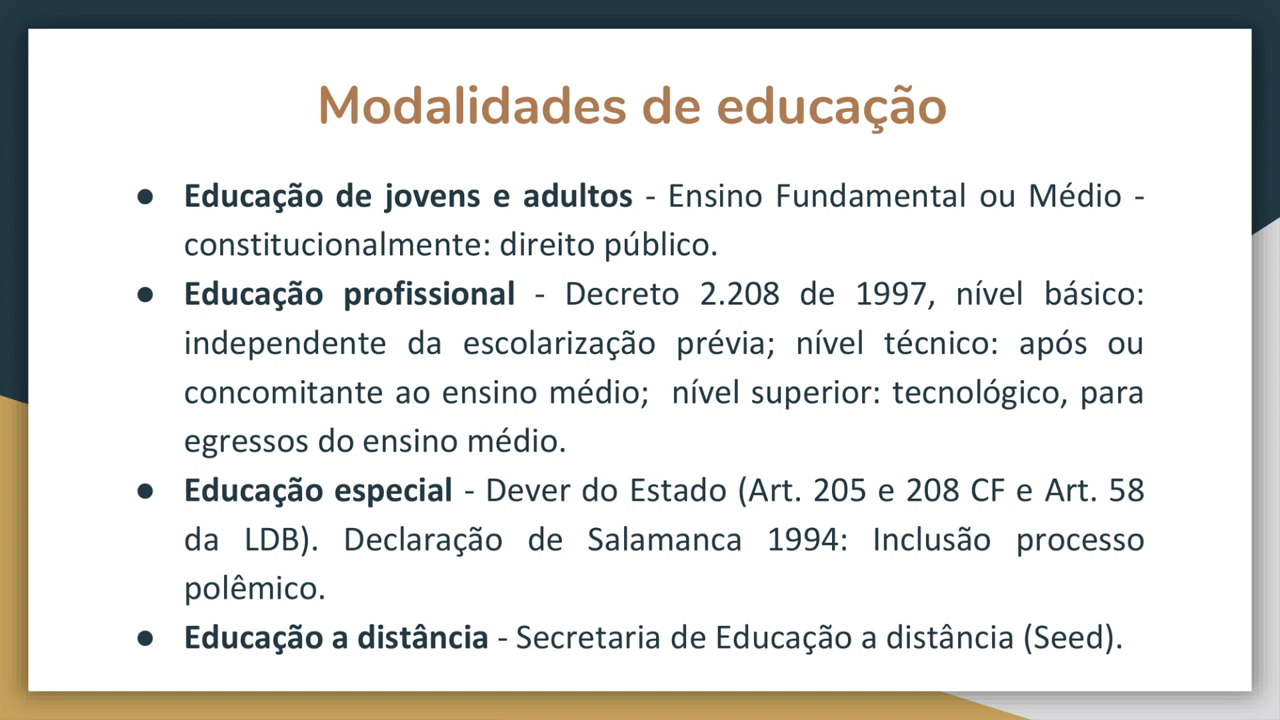 Modalidades de educação
● Educação de jovens e adultos - Ensino Fundamental ou Médio -
constitucionalmente: direito público.
● Educação profissional - Decreto 2.208 de 1997, nível básico:
independente da escolarização prévia; nível técnico: após ou
concomitante ao ensino médio; nível superior: tecnológico, para
egressos do ensino médio.
● Educação especial - Dever do Estado (Art. 205 e 208 CF e Art. 58
da LDB). Declaração de Salamanca 1994: Inclusão processo
polêmico.
● Educação a distância - Secretaria de Educação a distância (Seed).